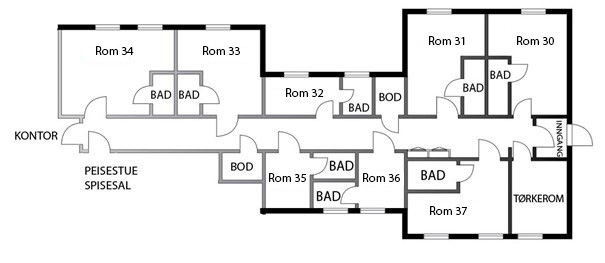 Rom 34
Rom 33
Rom 31
Rom 30
Rom 32
BAD
BAD
BAD
BOD
BAD
BAD
KONTOR
INNGANG
PEISESTUE
SPISESAL
BOD
Rom 35
BAD
BAD
Rom 36
BAD
Rom 37
TØRKEROM